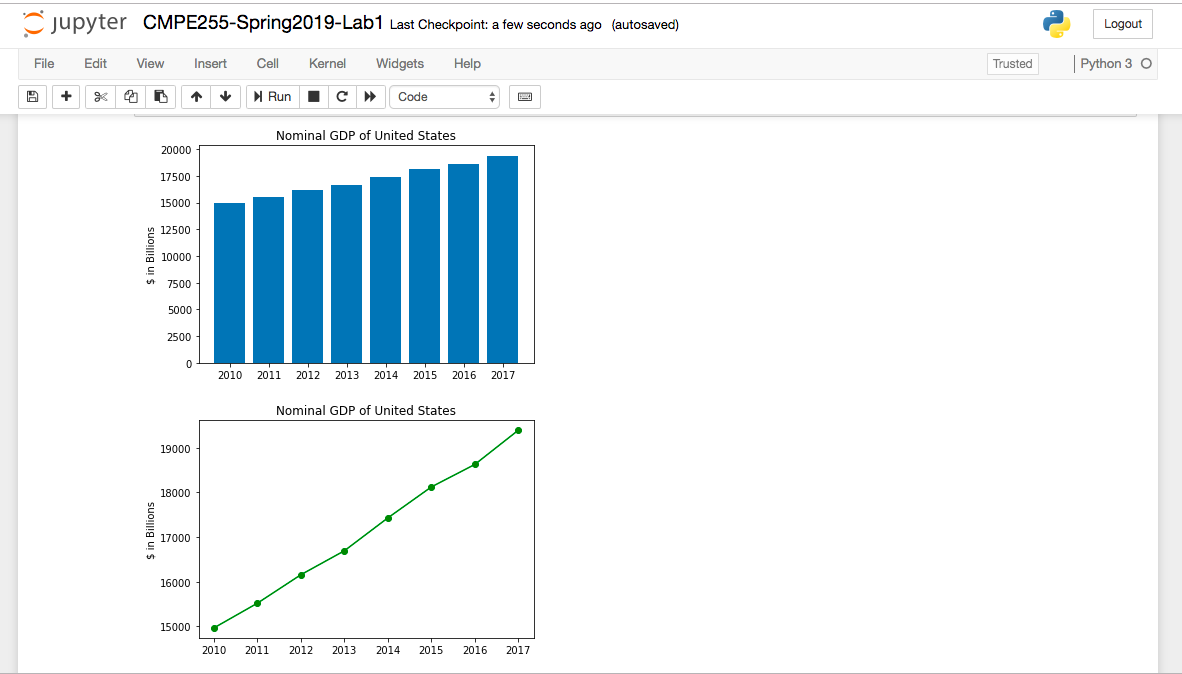 jupyter CMPE255-Spring2019-Lab1 Last Checkpoint: a few seconds ago (autosaved) Logout
File Edit View Insert Cell Kernel Widgets Help Trusted Python 3
Run Code
Nominal GDP of United States
20000
17500
15000
12500
10000
7500
5000
2500
0
$ in Billions
2010 2011 2012 2013 2014 2015 2016 2017
Nominal GDP of United States
19000
18000
17000
16000
15000
$ in Billions
2010 2011 2012 2013 2014 2015 2016 2017